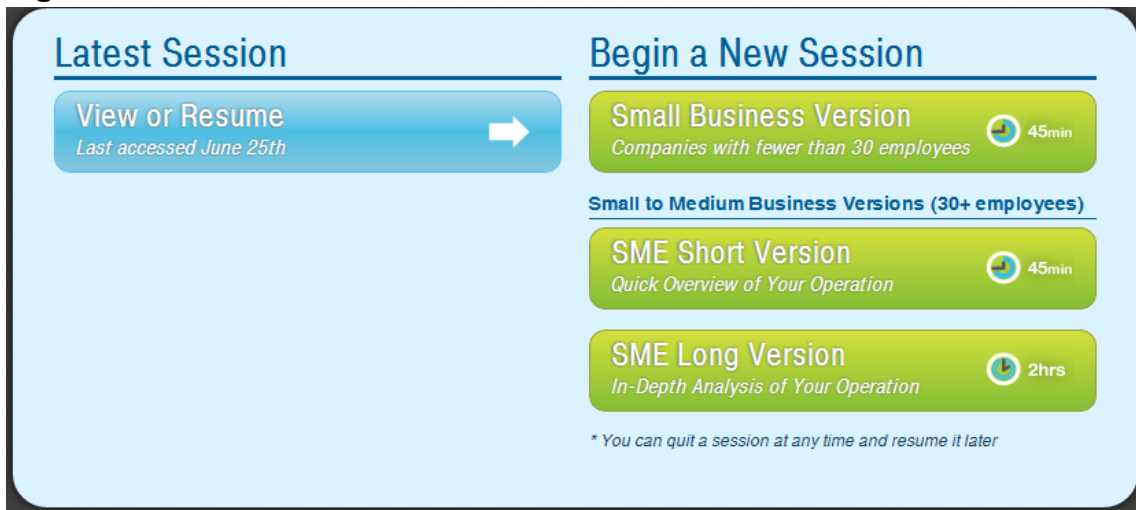 Latest Session
View or Resume
Last accessed June 25th
Begin a New Session
Small Business Version
Companies with fewer than 30 employees
45min
Small to Medium Business Versions (30+ employees)
SME Short Version
Quick Overview of Your Operation
45min
SME Long Version
In-Depth Analysis of Your Operation
2hrs
* You can quit a session at any time and resume it later